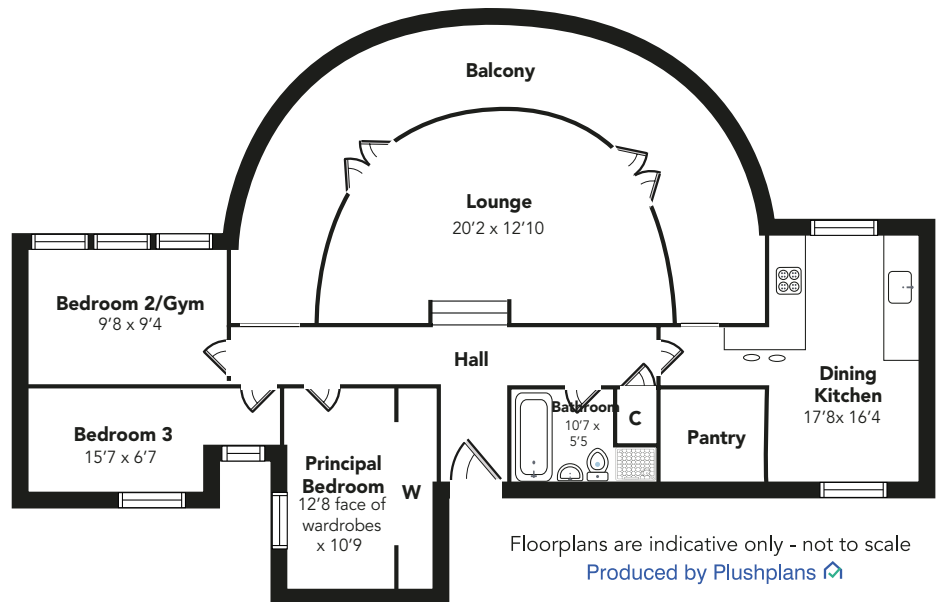 Balcony
Lounge
20'2 x 12'10
Bedroom 2/Gym
9'8 x 9'4
Hall
Dining
Kitchen
17'8x 16'4
Bedroom 3
15'7 x 6'7
Principal
Bedroom
12'8 face of
wardrobes
x 10'9
W
Bathroom
10'7 x
5'5
C
Pantry
Floorplans are indicative only - not to scale
Produced by Plushplans